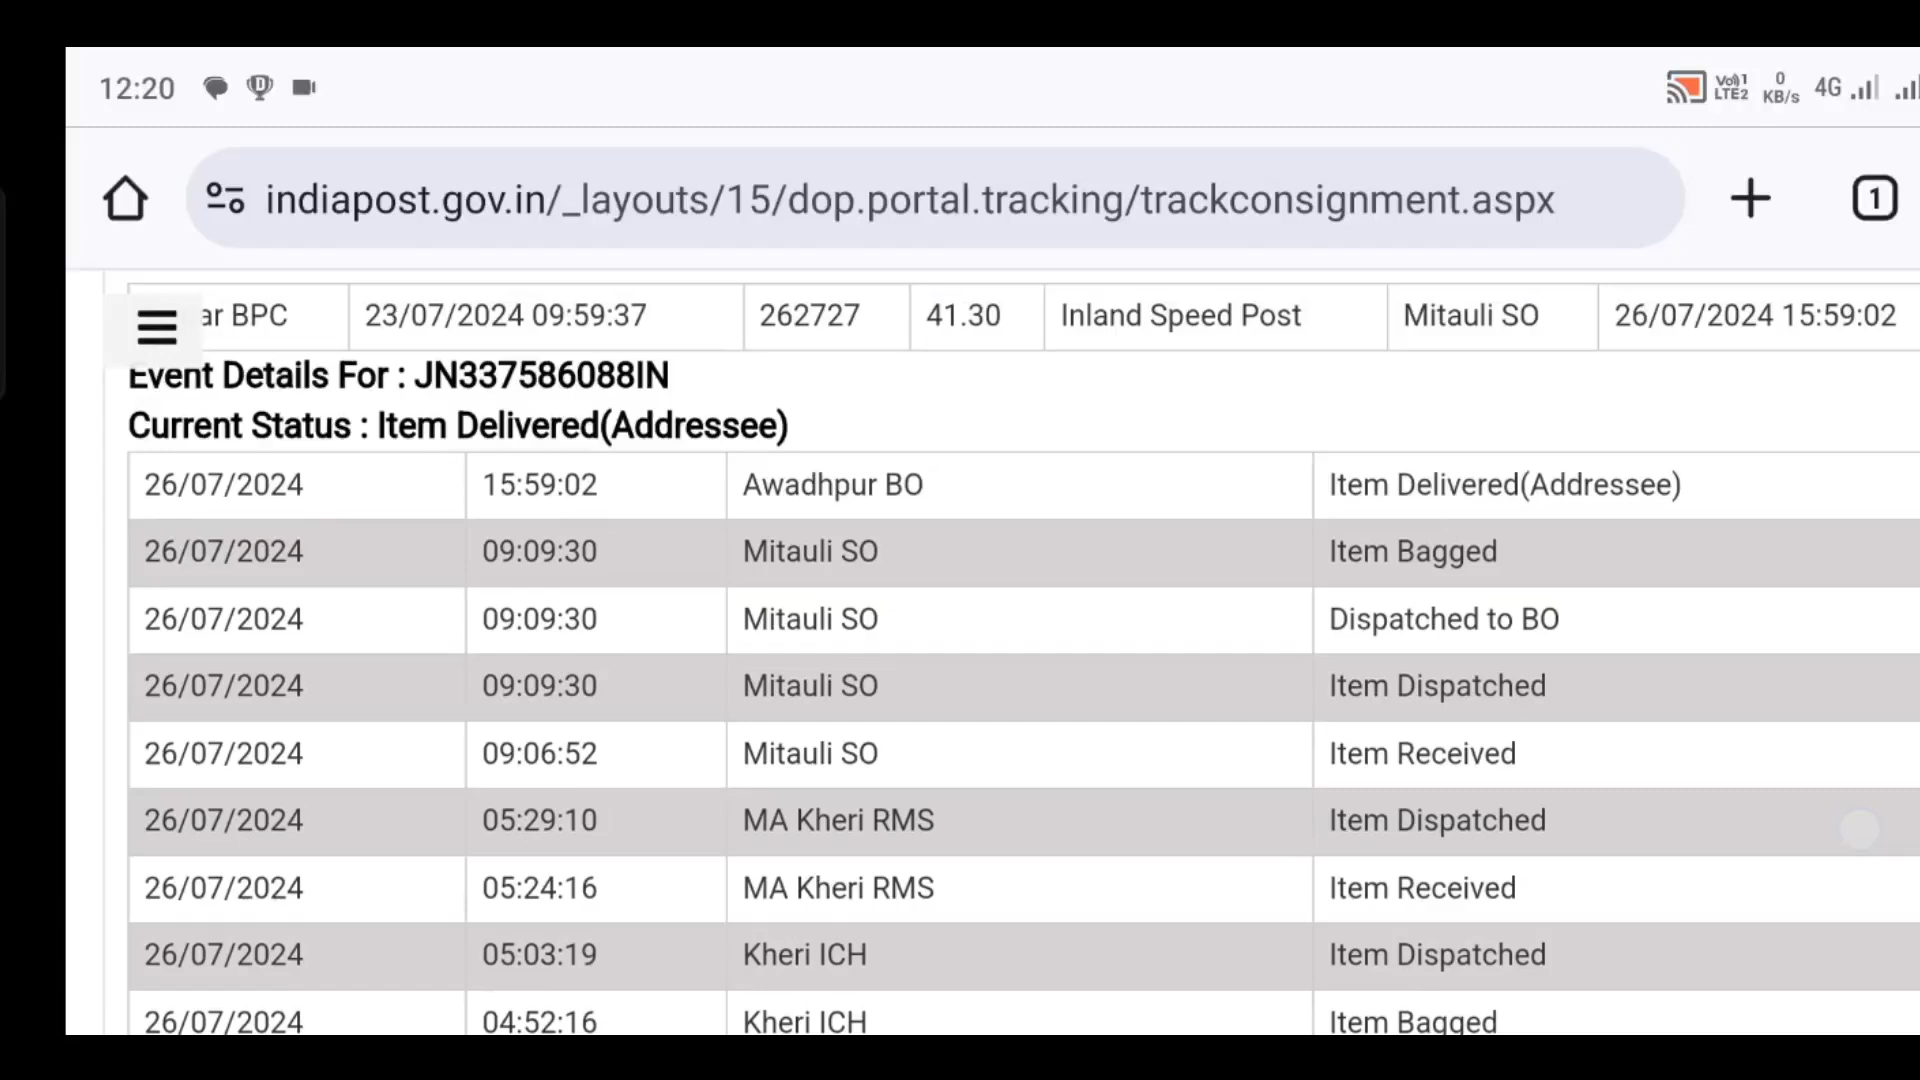 12:20 Vo)) 1 LTE2 0 KB/s 4G
indiapost.gov.in/_layouts/15/dop.portal.tracking/trackconsignment.aspx 1
ar BPC 23/07/2024 09:59:37 262727 41.30 Inland Speed Post Mitauli SO 26/07/2024 15:59:02
Event Details For : JN337586088IN
Current Status : Item Delivered(Addressee)
26/07/2024 15:59:02 Awadhpur BO Item Delivered(Addressee)
26/07/2024 09:09:30 Mitauli SO Item Bagged
26/07/2024 09:09:30 Mitauli SO Dispatched to BO
26/07/2024 09:09:30 Mitauli SO Item Dispatched
26/07/2024 09:06:52 Mitauli SO Item Received
26/07/2024 05:29:10 MA Kheri RMS Item Dispatched
26/07/2024 05:24:16 MA Kheri RMS Item Received
26/07/2024 05:03:19 Kheri ICH Item Dispatched
26/07/2024 04:52:16 Kheri ICH Item Bagged